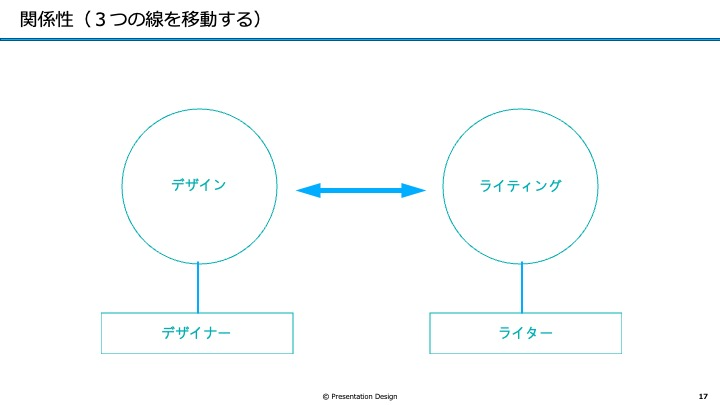 関係性（３つの線を移動する）
デザイン
ライティング
デザイナー
ライター
© Presentation Design
17